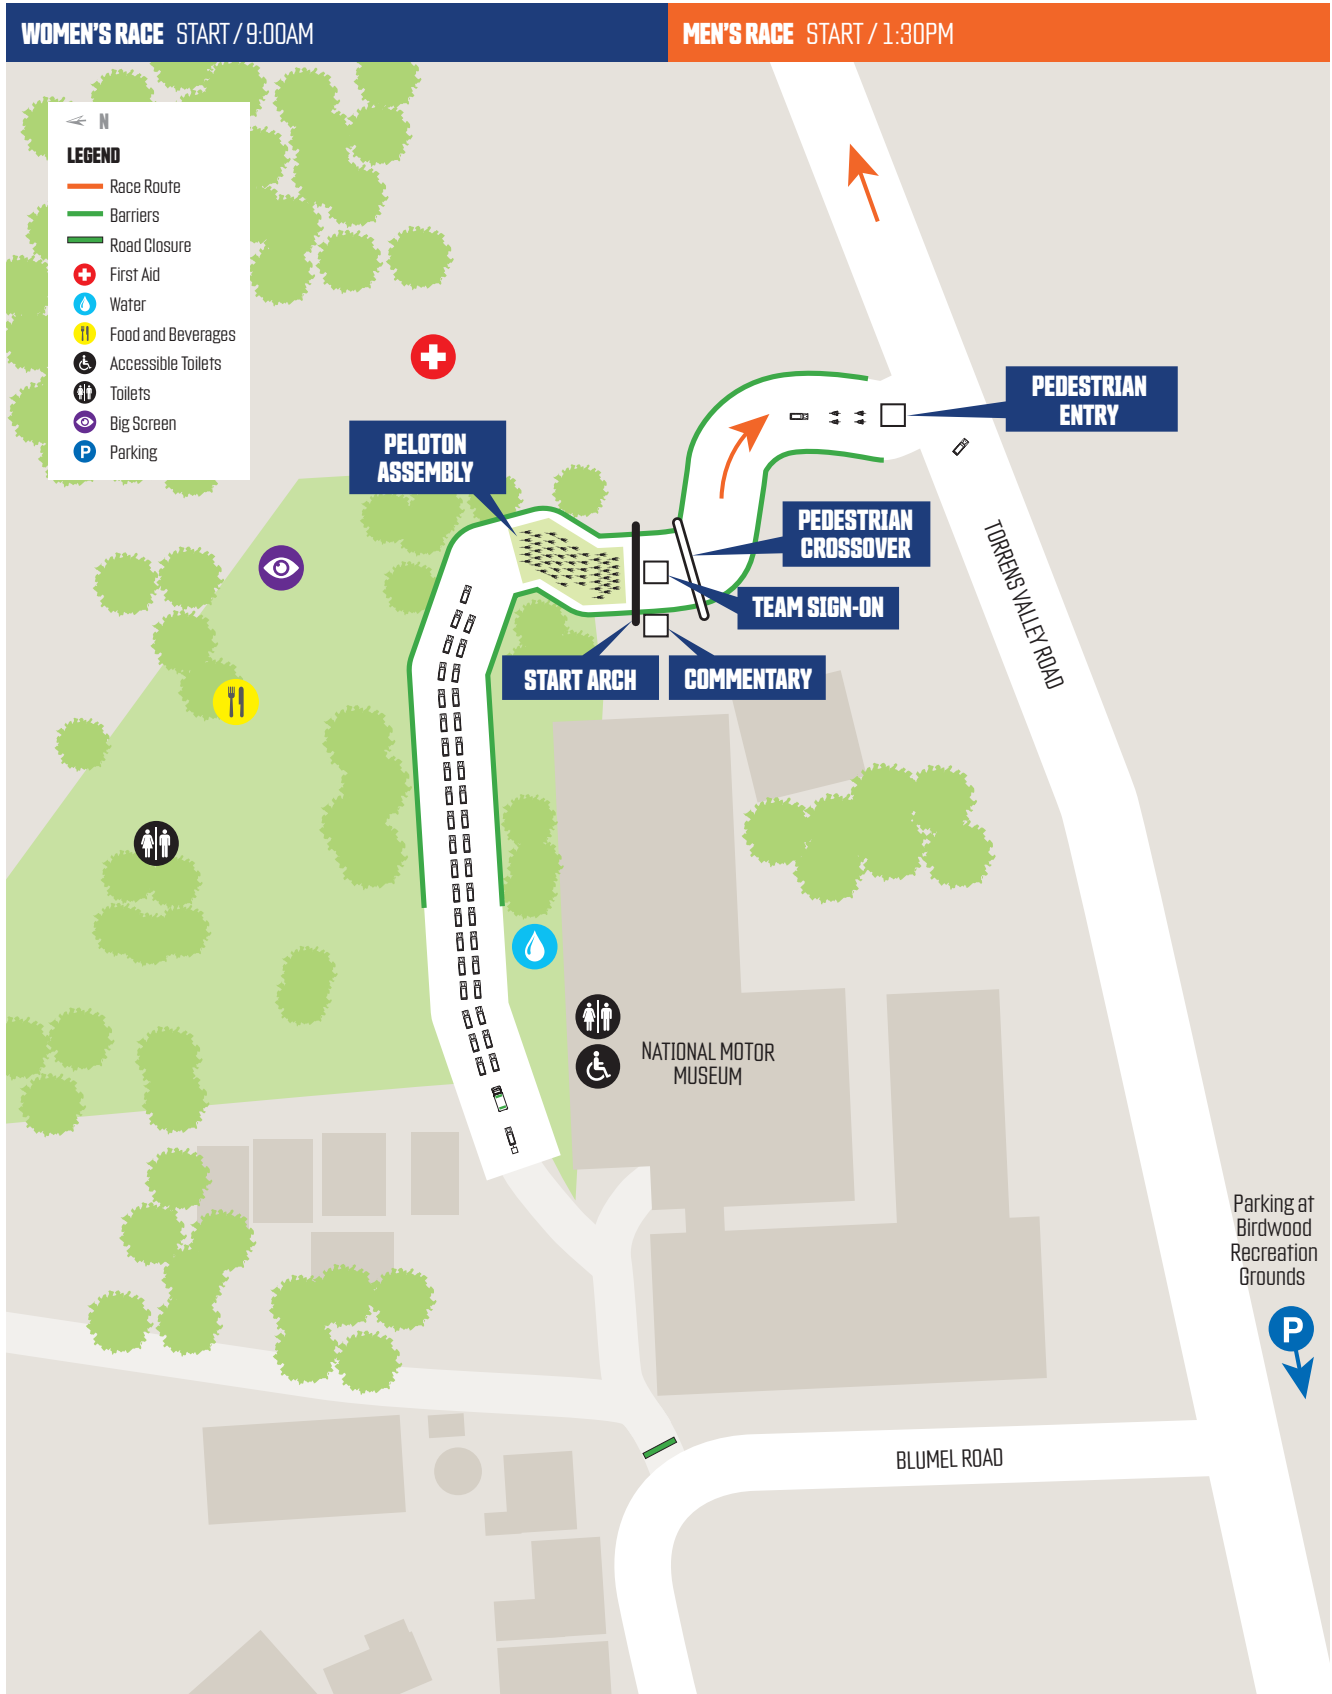 WOMEN'S RACE START / 9:00AM
MEN'S RACE START / 1:30PM
N
LEGEND
Race Route
Barriers
Road Closure
First Aid
Water
Food and Beverages
Accessible Toilets
Toilets
Big Screen
P Parking
PEDESTRIAN
ENTRY
PELOTON
ASSEMBLY
PEDESTRIAN
CROSSOVER
TEAM SIGN-ON
START ARCH
COMMENTARY
TORRENS VALLEY ROAD
NATIONAL MOTOR
MUSEUM
Parking at
Birdwood
Recreation
Grounds
P
BLUMEL ROAD